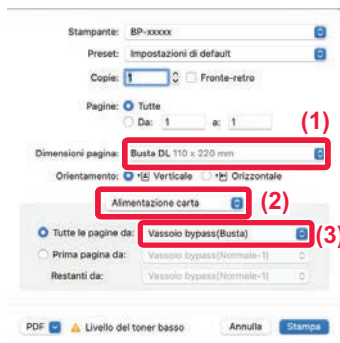 Stampante: BP-xxxxx
Preset: Impostazioni di default
Copie: 1 Fronte-retro
Pagine: Tutte
Da: 1 a: 1
(1)
Dimensioni pagina: Busta DL 110 x 220 mm
Orientamento: Verticale Orizzontale
Alimentazione carta (2)
Tutte le pagine da: Vassoio bypass(Busta) (3)
Prima pagina da: Vassoio bypass(Normale-1)
Restanti da: Vassoio bypass(Normale-1)
PDF Livello del toner basso Annulla Stampa